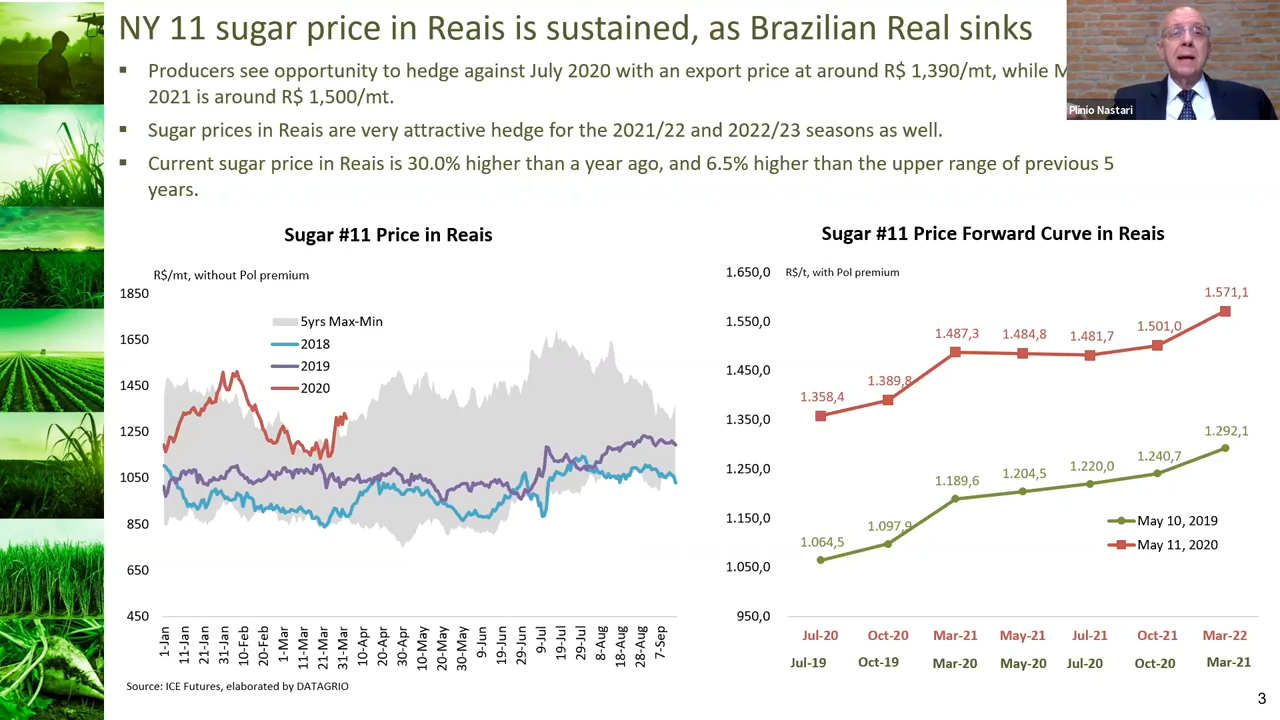 NY 11 sugar price in Reais is sustained, as Brazilian Real sinks
Plinio Nastari
▪ Producers see opportunity to hedge against July 2020 with an export price at around R$ 1,390/mt, while
2021 is around R$ 1,500/mt.
▪ Sugar prices in Reais are very attractive hedge for the 2021/22 and 2022/23 seasons as well.
▪ Current sugar price in Reais is 30.0% higher than a year ago, and 6.5% higher than the upper range of previous 5
years.
Sugar #11 Price in Reais
R$/mt, without Pol premium
1850
1650
1450
1250
1050
850
650
450
5yrs Max-Min
2018
2019
2020
1-Jan 11-Jan 21-Jan 31-Jan 10-Feb 20-Feb 1-Mar 11-Mar 21-Mar 31-Mar 10-Apr 20-Apr 30-Apr 10-May 20-May 30-May 9-Jun 19-Jun 29-Jun 9-Jul 19-Jul 29-Jul 8-Aug 18-Aug 28-Aug 7-Sep
Source: ICE Futures, elaborated by DATAGRIO
Sugar #11 Price Forward Curve in Reais
R$/t, with Pol premium
1.650,0
1.550,0
1.450,0
1.350,0
1.250,0
1.150,0
1.050,0
950,0
1.358,4 1.389,8 1.487,3 1.484,8 1.481,7 1.501,0 1.571,1
1.064,5 1.097,9 1.189,6 1.204,5 1.220,0 1.240,7 1.292,1
May 10, 2019
May 11, 2020
Jul-20 Oct-20 Mar-21 May-21 Jul-21 Oct-21 Mar-22
Jul-19 Oct-19 Mar-20 May-20 Jul-20 Oct-20 Mar-21
3